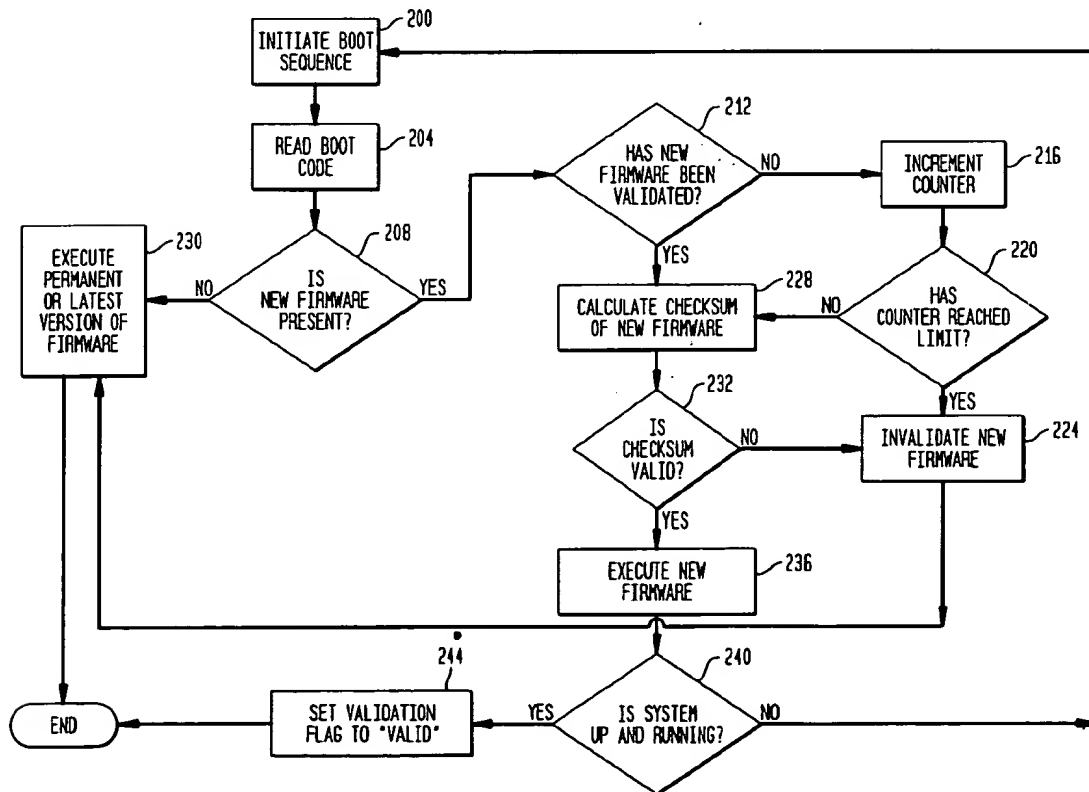 200
INITIATE BOOT
SEQUENCE
204
READ BOOT
CODE
208
IS
NEW FIRMWARE
PRESENT?
NO
YES
230
EXECUTE
PERMANENT
OR LATEST
VERSION OF
FIRMWARE
212
HAS NEW
FIRMWARE BEEN
VALIDATED?
NO
YES
216
INCREMENT
COUNTER
220
HAS
COUNTER REACHED
LIMIT?
NO
YES
228
CALCULATE CHECKSUM
OF NEW FIRMWARE
232
IS
CHECKSUM
VALID?
NO
YES
224
INVALIDATE NEW
FIRMWARE
236
EXECUTE NEW
FIRMWARE
240
IS SYSTEM
UP AND RUNNING?
YES
NO
244
SET VALIDATION
FLAG TO "VALID"
END